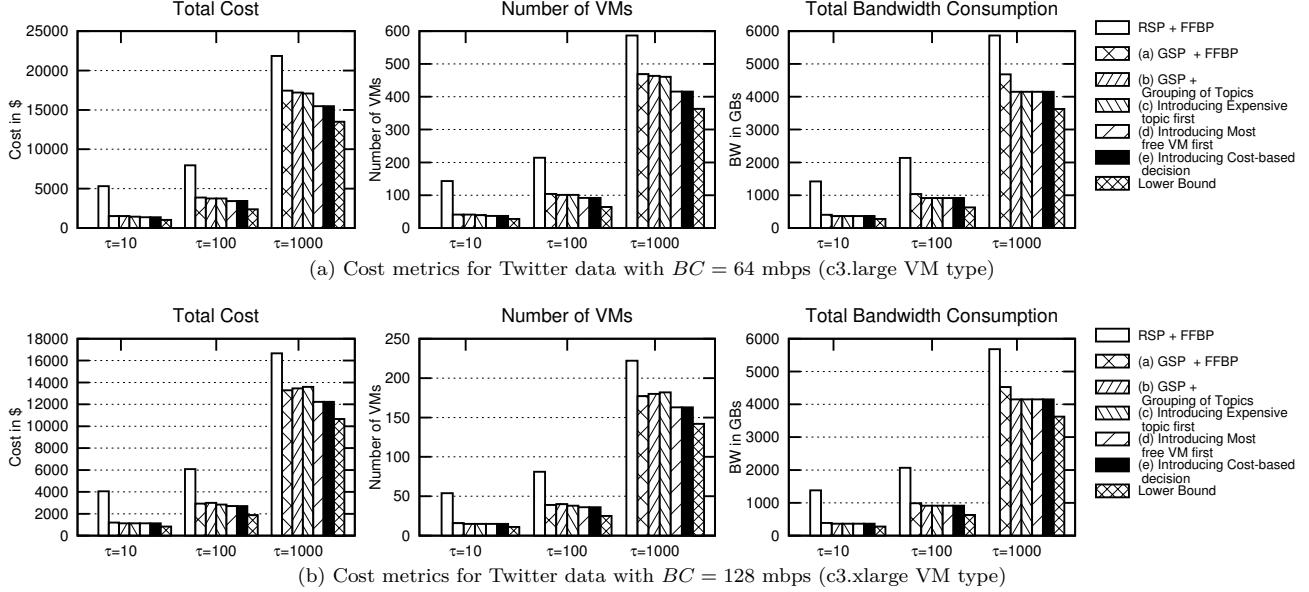 Total Cost
Cost in $
25000
20000
15000
10000
5000
0
τ=10
τ=100
τ=1000
Number of VMs
Number of VMs
600
500
400
300
200
100
0
τ=10
τ=100
τ=1000
Total Bandwidth Consumption
BW in GBs
6000
5000
4000
3000
2000
1000
0
τ=10
τ=100
τ=1000
RSP + FFBP
(a) GSP + FFBP
(b) GSP +
Grouping of Topics
(c) Introducing Expensive
topic first
(d) Introducing Most
free VM first
(e) Introducing Cost-based
decision
Lower Bound
(a) Cost metrics for Twitter data with BC = 64 mbps (c3.large VM type)
Total Cost
Cost in $
18000
16000
14000
12000
10000
8000
6000
4000
2000
0
τ=10
τ=100
τ=1000
Number of VMs
Number of VMs
250
200
150
100
50
0
τ=10
τ=100
τ=1000
Total Bandwidth Consumption
BW in GBs
6000
5000
4000
3000
2000
1000
0
τ=10
τ=100
τ=1000
RSP + FFBP
(a) GSP + FFBP
(b) GSP +
Grouping of Topics
(c) Introducing Expensive
topic first
(d) Introducing Most
free VM first
(e) Introducing Cost-based
decision
Lower Bound
(b) Cost metrics for Twitter data with BC = 128 mbps (c3.xlarge VM type)